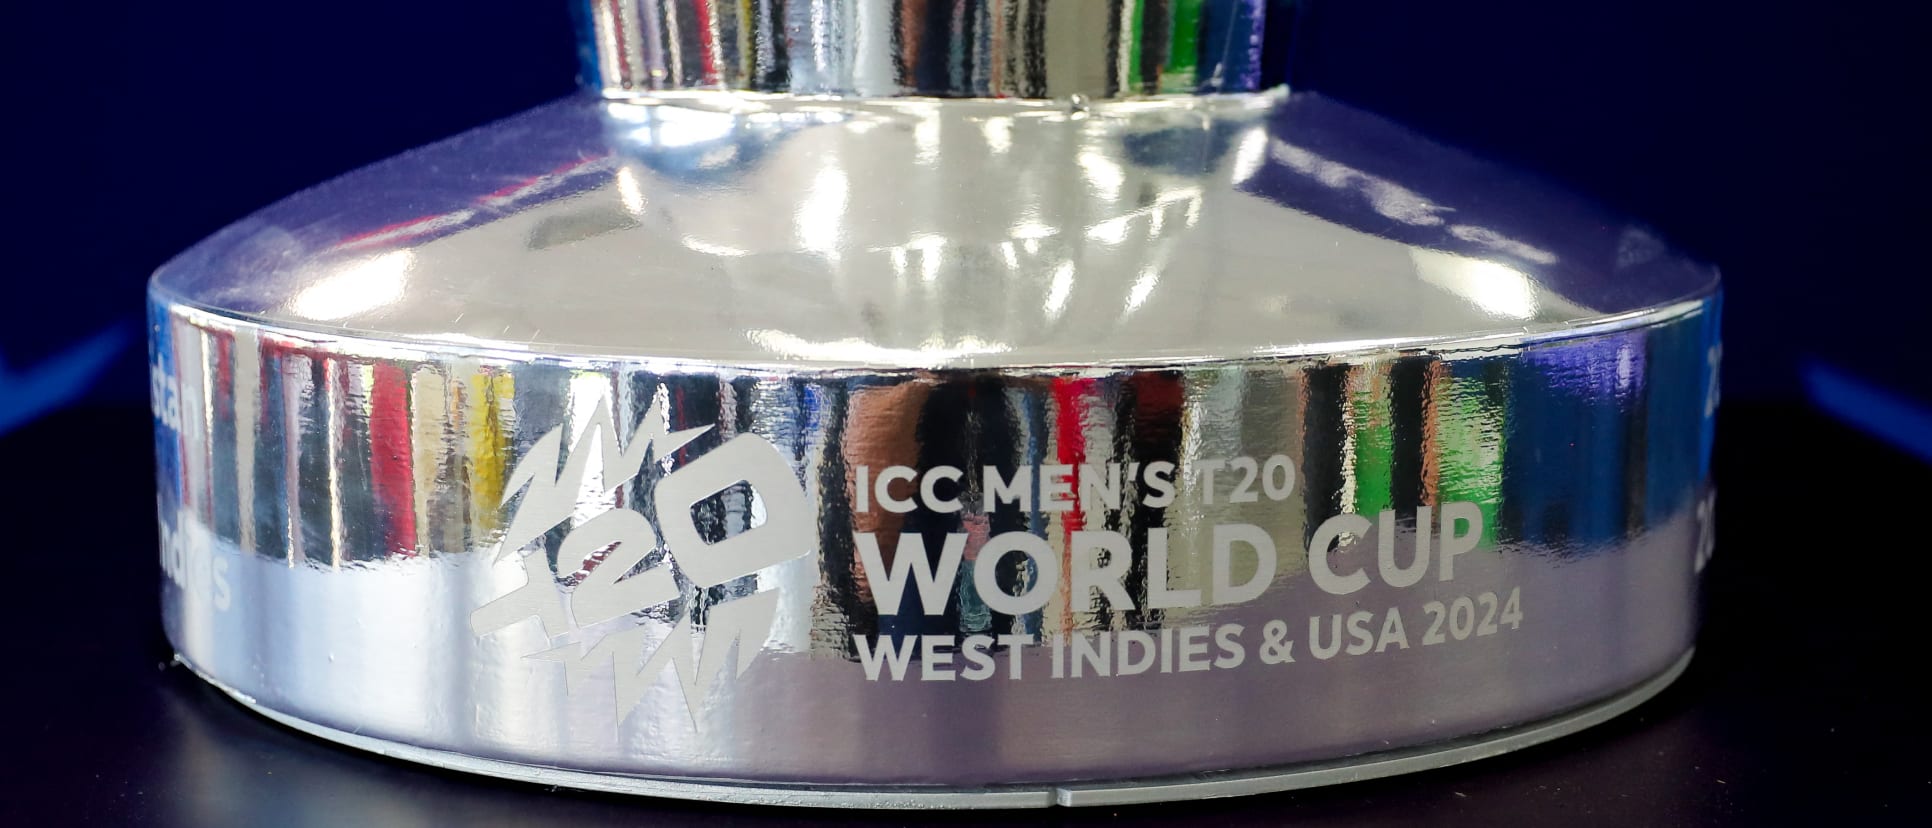 T20
ICC MEN'S T20
WORLD CUP
WEST INDIES & USA 2024